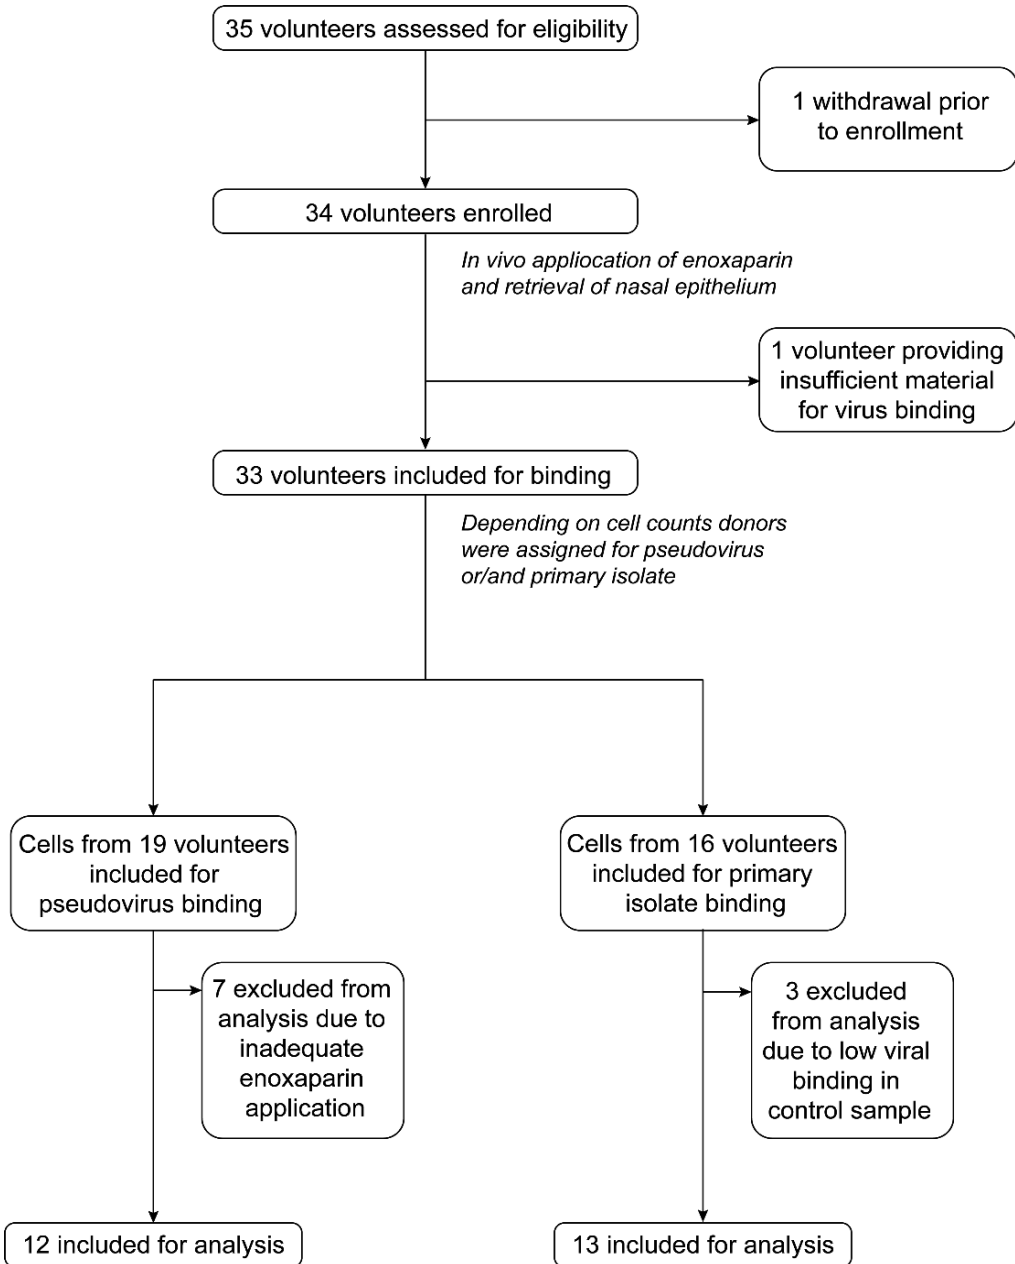 35 volunteers assessed for eligibility
1 withdrawal prior
to enrollment
34 volunteers enrolled
In vivo appliocation of enoxaparin
and retrieval of nasal epithelium
1 volunteer providing
insufficient material
for virus binding
33 volunteers included for binding
Depending on cell counts donors
were assigned for pseudovirus
or/and primary isolate
Cells from 19 volunteers
included for
pseudovirus binding
Cells from 16 volunteers
included for primary
isolate binding
7 excluded from
analysis due to
inadequate
enoxaparin
application
3 excluded
from analysis
due to low viral
binding in
control sample
12 included for analysis
13 included for analysis